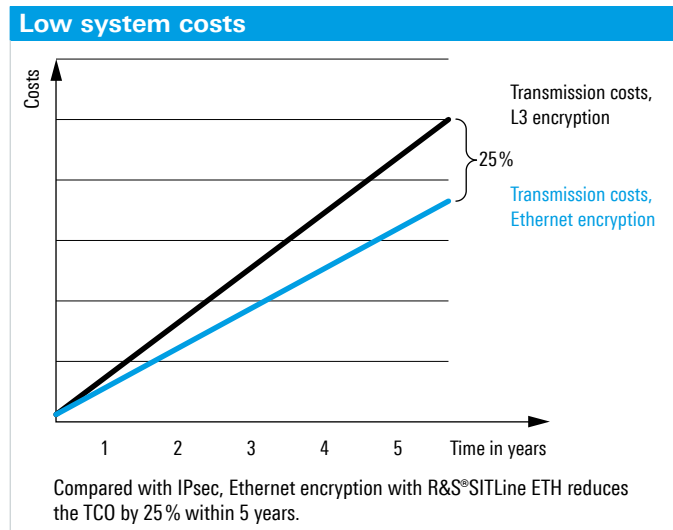 Low system costs
Costs
Transmission costs,
L3 encryption
25 %
Transmission costs,
Ethernet encryption
1 2 3 4 5 Time in years
Compared with IPsec, Ethernet encryption with R&S®SITLine ETH reduces
the TCO by 25 % within 5 years.